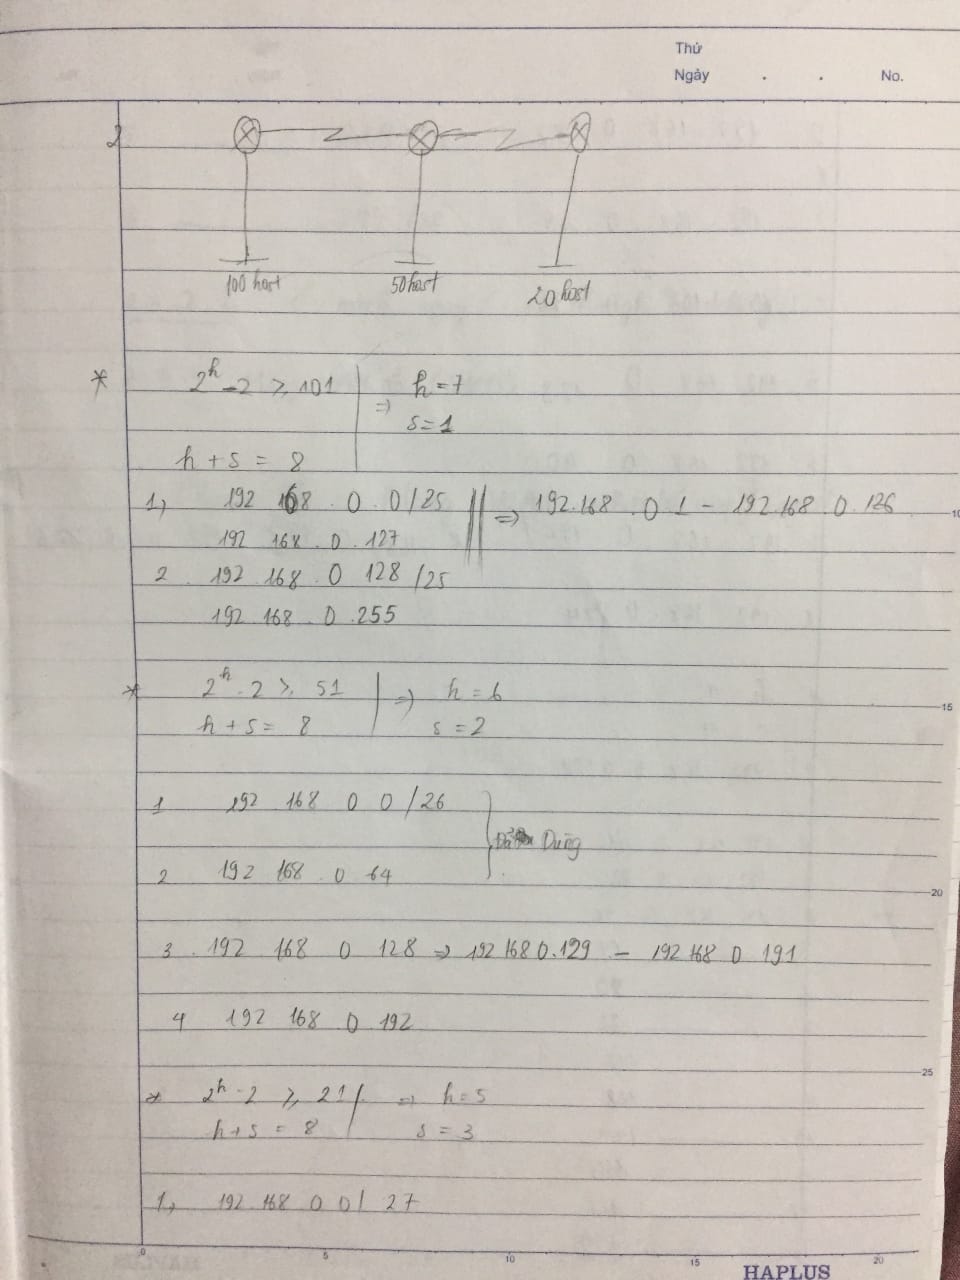 Thứ
Ngày . . No.
2
100 host 50 host 20 host
* 2^h - 2 ≥ 101 ⇒ h = 7
s = 1
h + s = 8
1, 192 168 . 0 . 0/25 ⇒ 192.168 . 0 1 - 192.168 . 0 . 126
10
192 168 . 0 . 127
2 192 168 0 128 /25
192 168 . 0 . 255
* 2^h - 2 ≥ 51 ⇒ h = 6
15
h + s = 8 s = 2
1 192 168 0 0 /26
Dùng
2 192 168 0 64
20
3 . 192 168 0 128 ⇒ 192 168 0.129 - 192 168 0 191
4 192 168 0 192
25
* 2^h - 2 ≥ 21 ⇒ h = 5
h + s = 8 s = 3
1, 192 168 0 0 / 27
0 5 10 15 20
HAPLUS